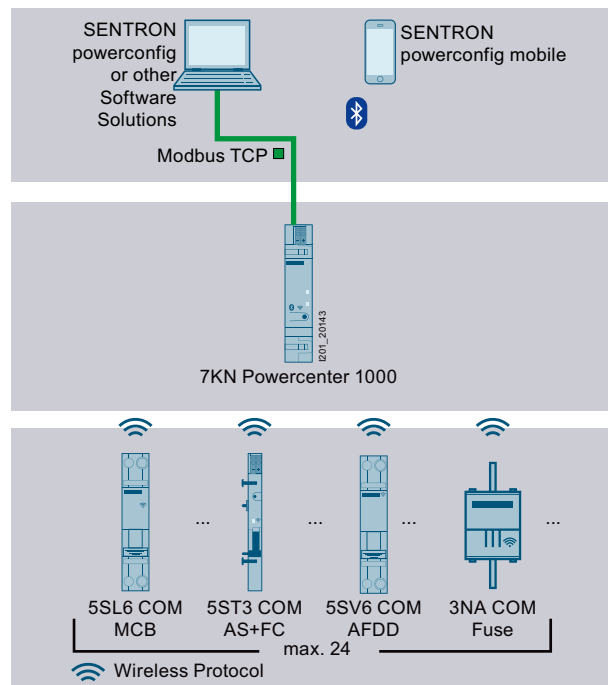 SENTRON
powerconfig
or other
Software
Solutions
SENTRON
powerconfig mobile
Modbus TCP
I201_20143
7KN Powercenter 1000
...
...
...
...
5SL6 COM
MCB
5ST3 COM
AS+FC
5SV6 COM
AFDD
3NA COM
Fuse
max. 24
Wireless Protocol